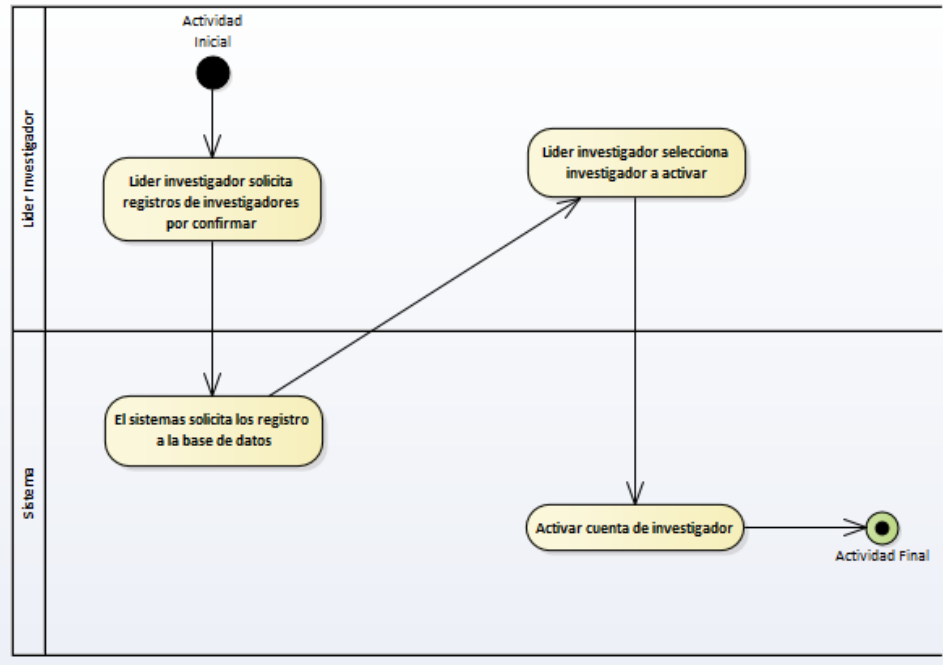 Actividad
Inicial
Lider Investigador
Lider investigador solicita
registros de investigadores
por confirmar
Lider investigador selecciona
investigador a activar
Sistema
El sistemas solicita los registro
a la base de datos
Activar cuenta de investigador
Actividad Final